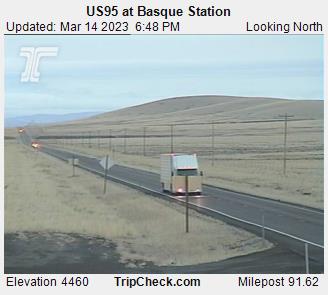 US95 at Basque Station
Updated: Mar 14 2023 6:48 PM Looking North
Elevation 4460 TripCheck.com Milepost 91.62